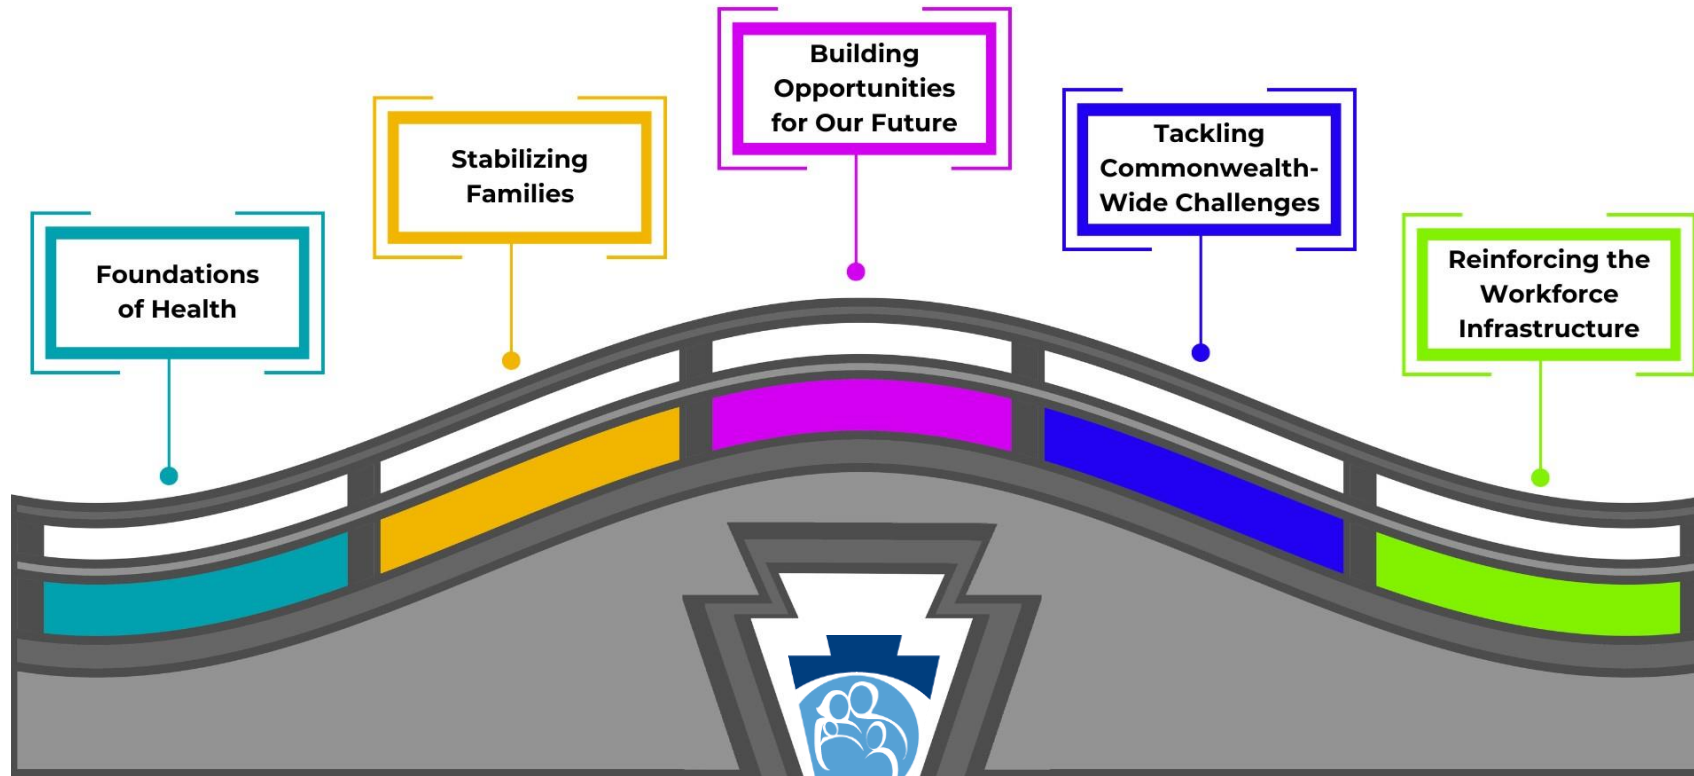 Foundations
of Health
Stabilizing
Families
Building
Opportunities
for Our Future
Tackling
Commonwealth-
Wide Challenges
Reinforcing the
Workforce
Infrastructure